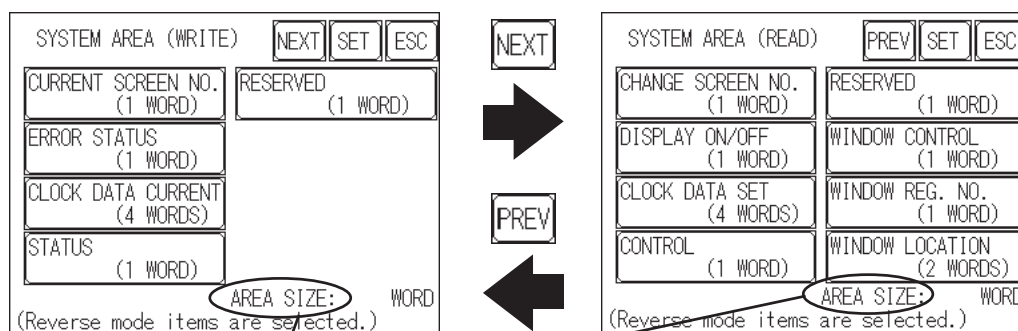 SYSTEM AREA (WRITE) NEXT SET ESC
CURRENT SCREEN NO. (1 WORD)
RESERVED (1 WORD)
ERROR STATUS (1 WORD)
CLOCK DATA CURRENT (4 WORDS)
STATUS (1 WORD)
AREA SIZE: WORD
(Reverse mode items are selected.)
NEXT
PREV
SYSTEM AREA (READ) PREV SET ESC
CHANGE SCREEN NO. (1 WORD)
RESERVED (1 WORD)
DISPLAY ON/OFF (1 WORD)
WINDOW CONTROL (1 WORD)
CLOCK DATA SET (4 WORDS)
WINDOW REG. NO. (1 WORD)
CONTROL (1 WORD)
WINDOW LOCATION (2 WORDS)
AREA SIZE: WORD
(Reverse mode items are selected.)